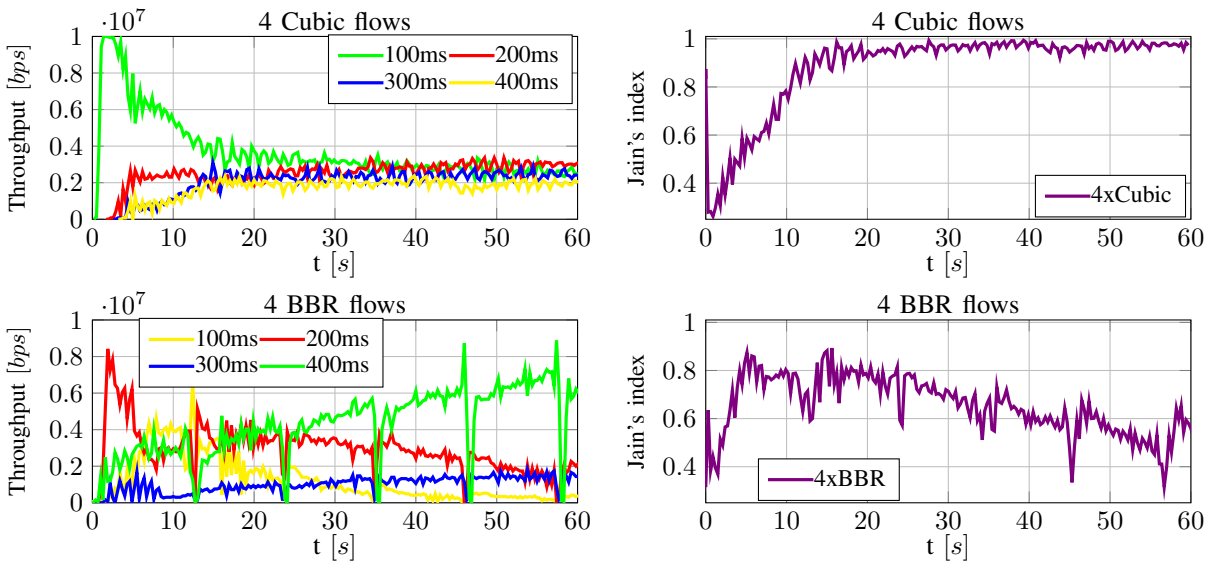 4 Cubic flows
·10⁷
Throughput [bps]
1
0.8
0.6
0.4
0.2
0
100ms 200ms
300ms 400ms
0 10 20 30 40 50 60
t [s]
4 Cubic flows
Jain's index
1
0.8
0.6
0.4
4xCubic
0 10 20 30 40 50 60
t [s]
4 BBR flows
·10⁷
Throughput [bps]
1
0.8
0.6
0.4
0.2
0
100ms 200ms
300ms 400ms
0 10 20 30 40 50 60
t [s]
4 BBR flows
Jain's index
1
0.8
0.6
0.4
4xBBR
0 10 20 30 40 50 60
t [s]